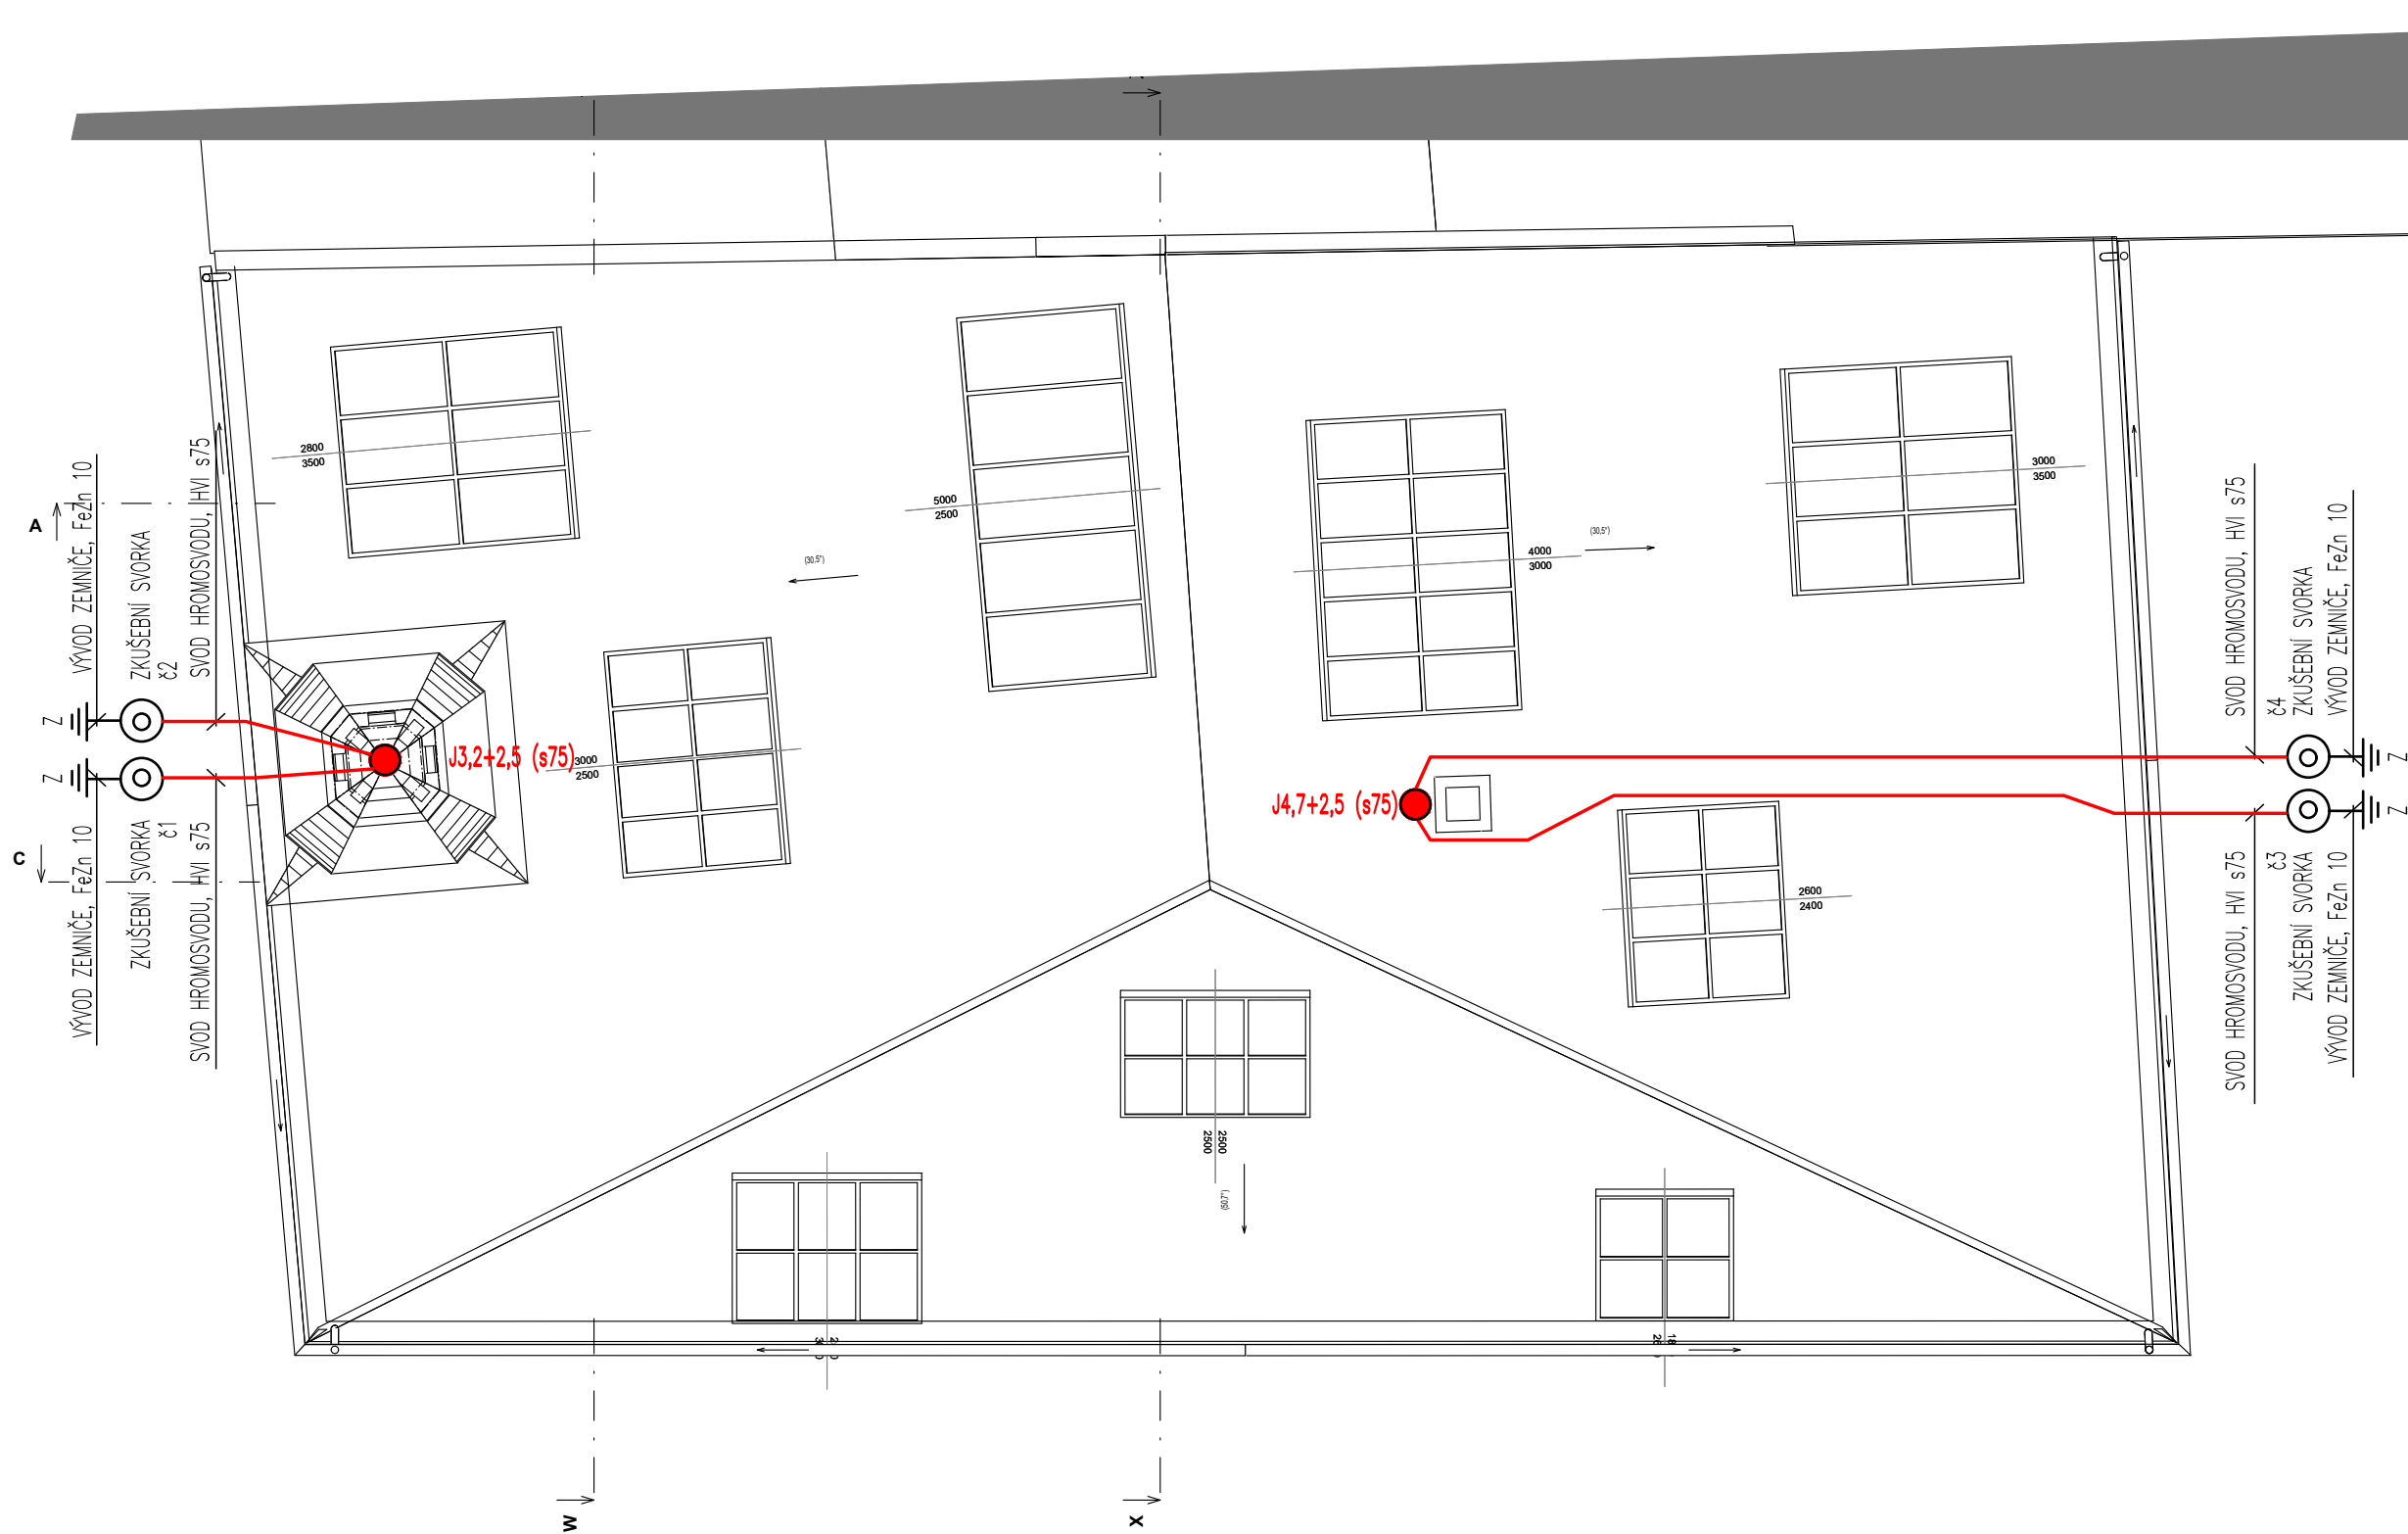 VÝVOD ZEMNIČE, FeZn 10
ZKUŠEBNÍ SVORKA
č2
SVOD HROMOSVODU, HVI s75
A
Z
Z
C
VÝVOD ZEMNIČE, FeZn 10
ZKUŠEBNÍ SVORKA
č1
SVOD HROMOSVODU, HVI s75
2800
3500
5000
2500
(30,5°)
J3,2+2,5 (s75)
3000
2500
4000
3000
(30,5°)
3000
3500
J4,7+2,5 (s75)
2600
2400
2500
2500
(50,7°)
SVOD HROMOSVODU, HVI s75
č4
ZKUŠEBNÍ SVORKA
VÝVOD ZEMNIČE, FeZn 10
Z
Z
SVOD HROMOSVODU, HVI s75
č3
ZKUŠEBNÍ SVORKA
VÝVOD ZEMNIČE, FeZn 10
W
X